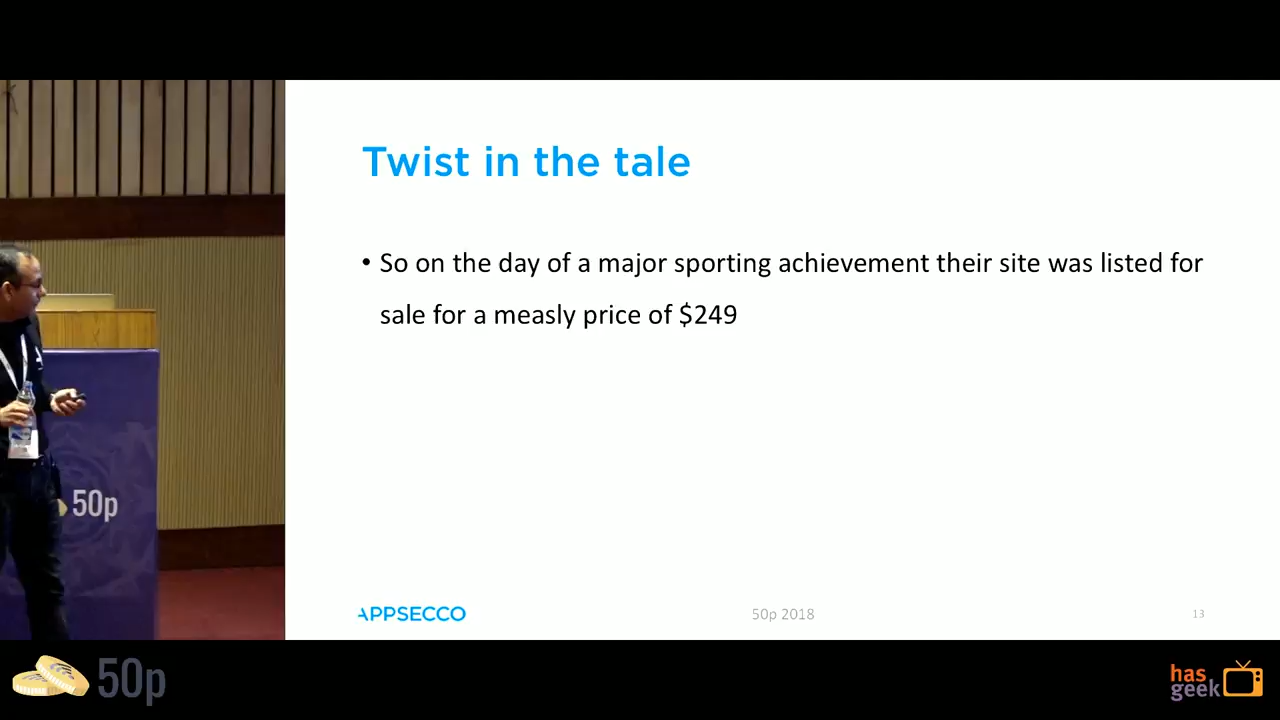 Twist in the tale
• So on the day of a major sporting achievement their site was listed for
sale for a measly price of $249
50p
APPSECCO
50p 2018
13
50p
has
geek